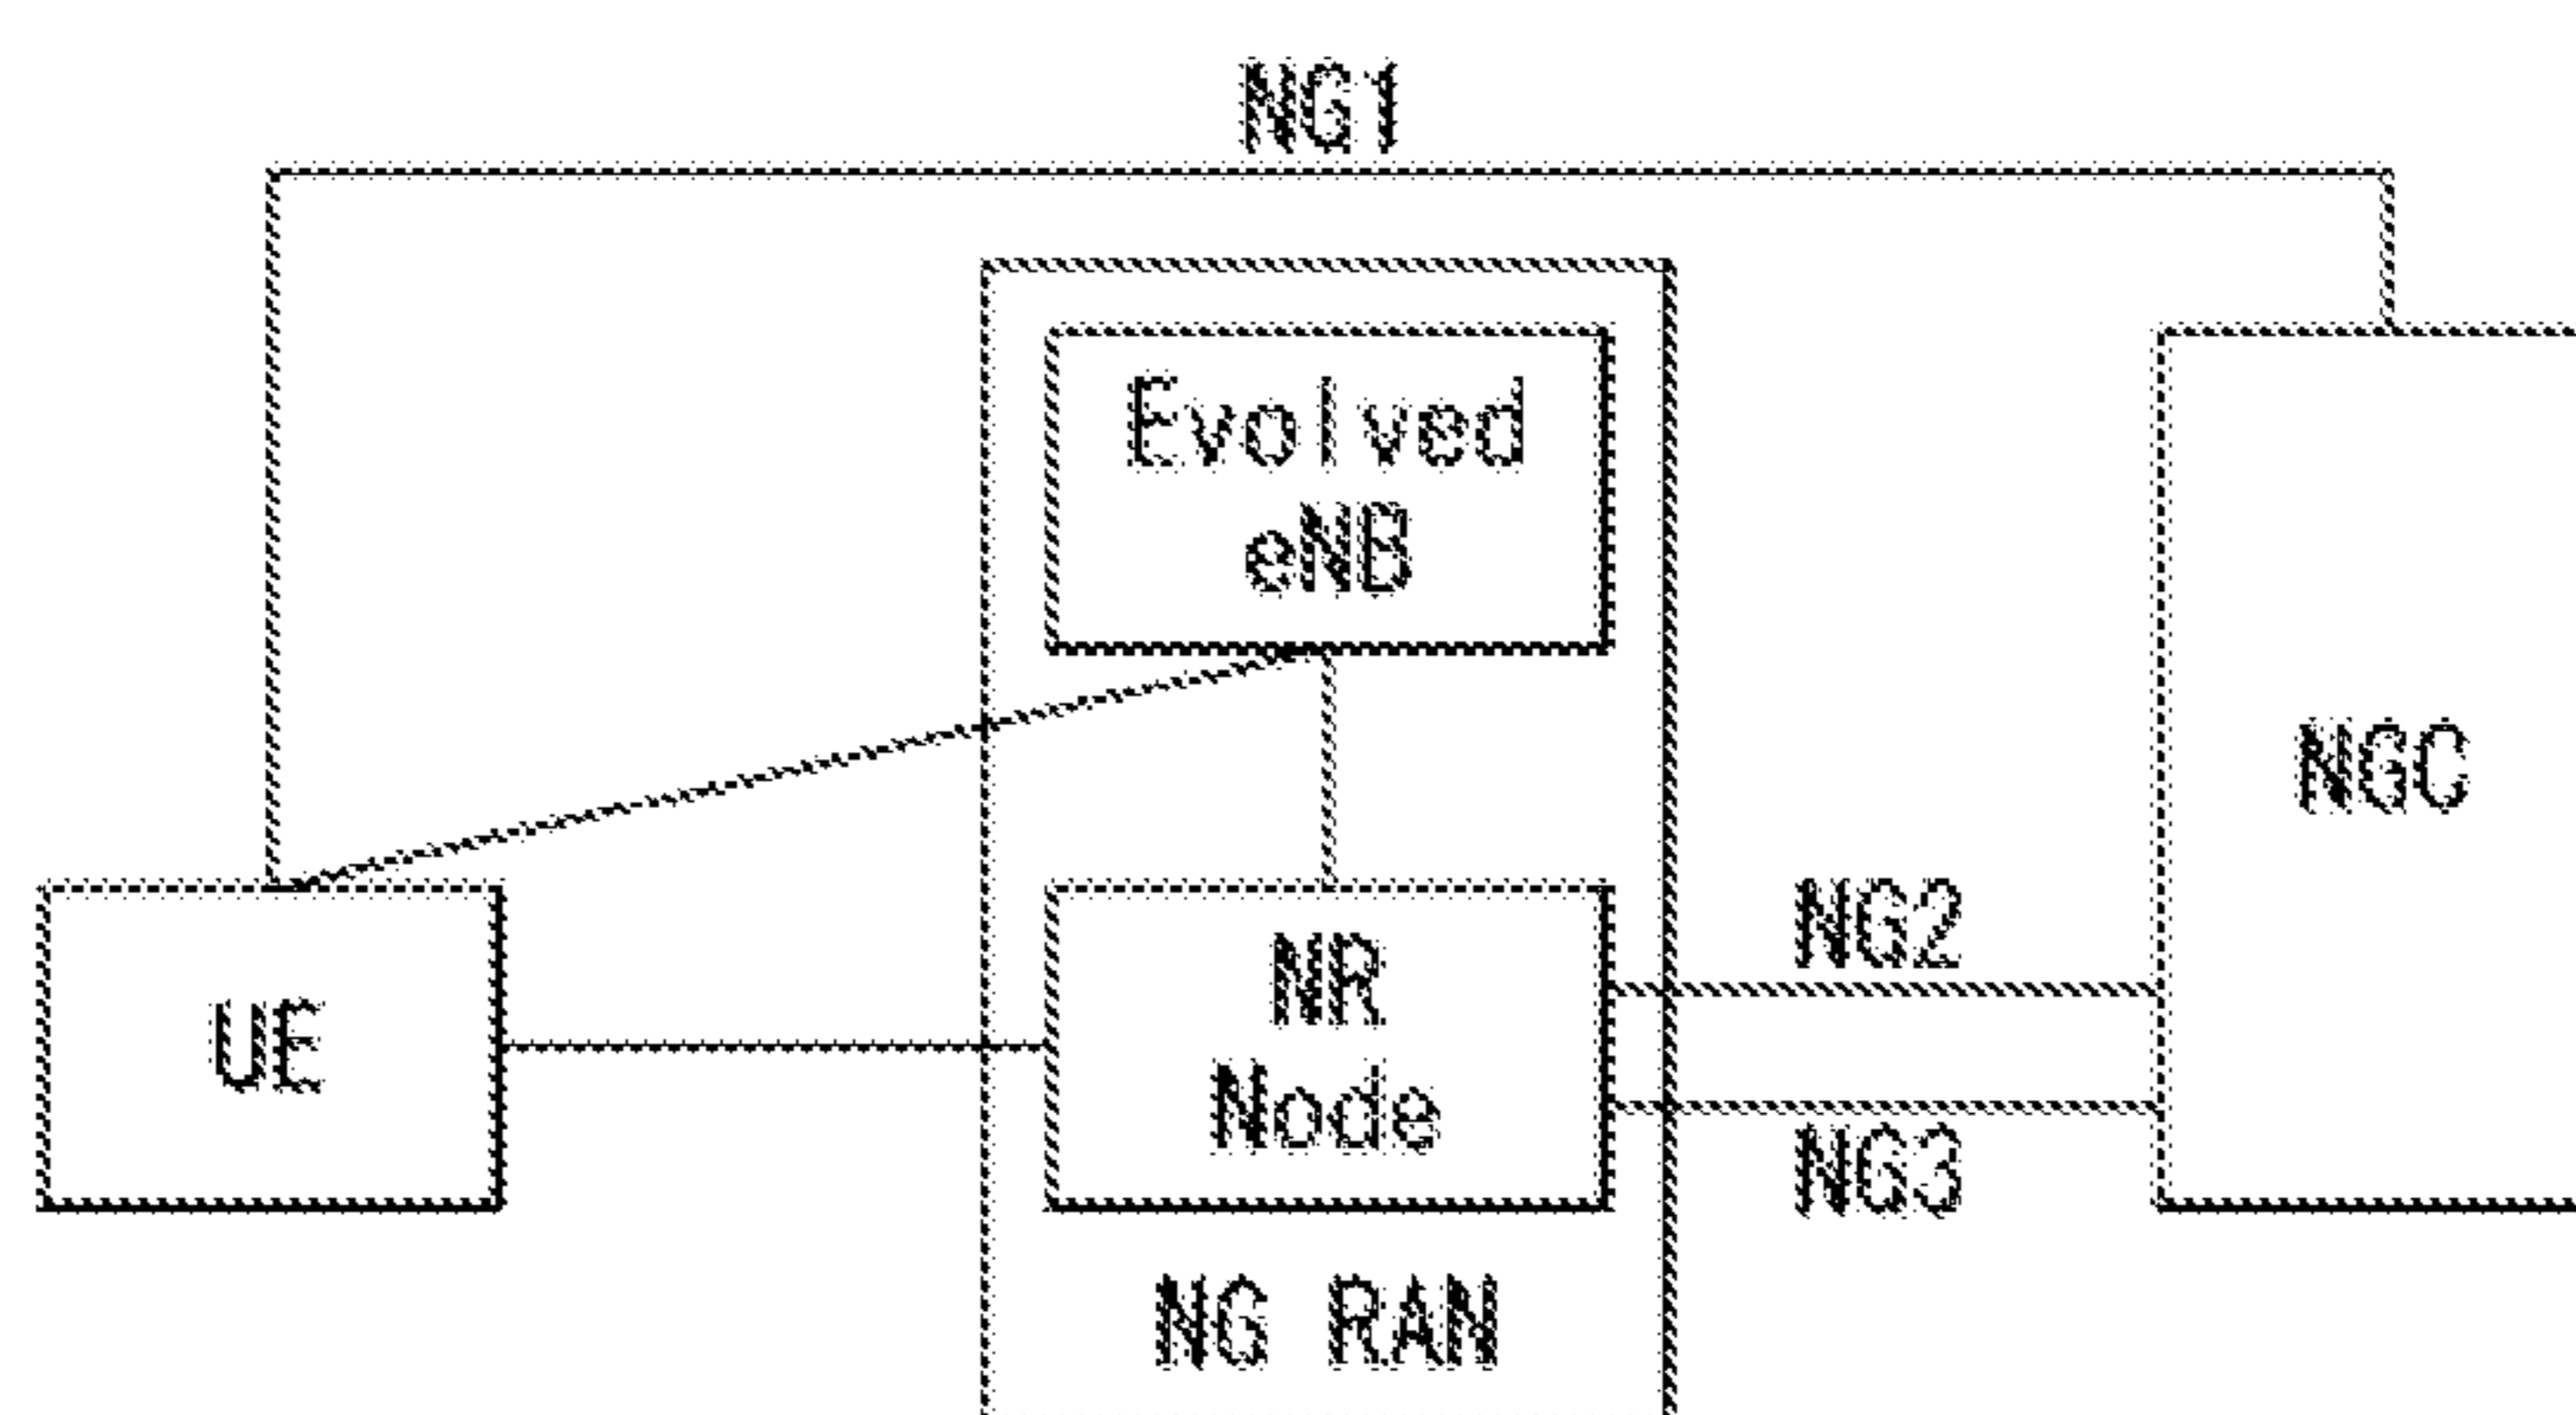 NG1
Evolved
eNB
NGC
NG2
NR
Node
UE
NG3
NG RAN